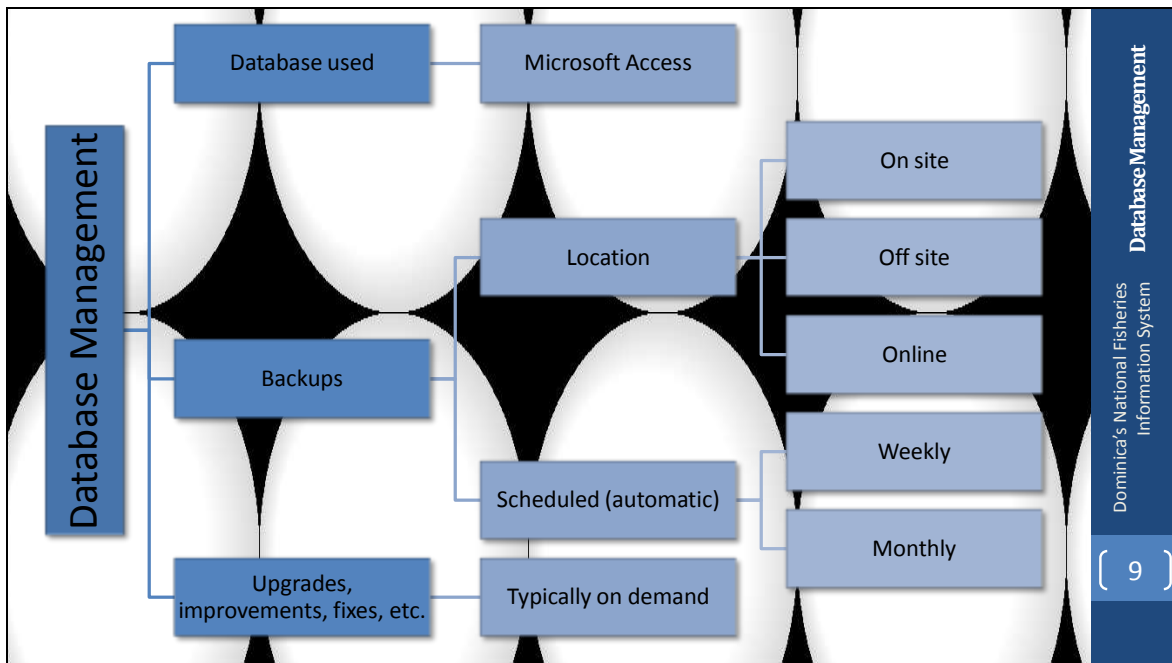 Database Management
Database used
Microsoft Access
Backups
Location
On site
Off site
Online
Scheduled (automatic)
Weekly
Monthly
Upgrades,
improvements, fixes, etc.
Typically on demand
Database Management
Dominica's National Fisheries
Information System
9